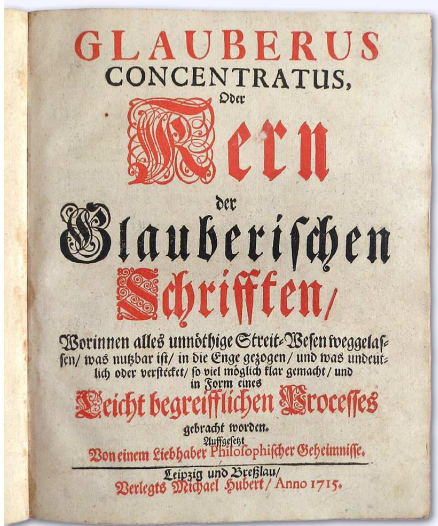 GLAUBERUS
CONCENTRATUS,
Oder
Kern
der
Glauberischen
Schrifften/
Worinnen alles unnöthige Streit-Wesen weggelas-
sen/ was nutzbar ist/ in die Enge gezogen/ und was undeut-
lich oder verstecket/ so viel möglich klar gemacht/ und
in Form eines
Leicht begreifflichen Processes
gebracht worden.
Auffgesetzt
Von einem Liebhaber Philosophischer Geheimnisse.
Leipzig und Breßlau/
Verlegts Michael Hubert/ Anno 1715.